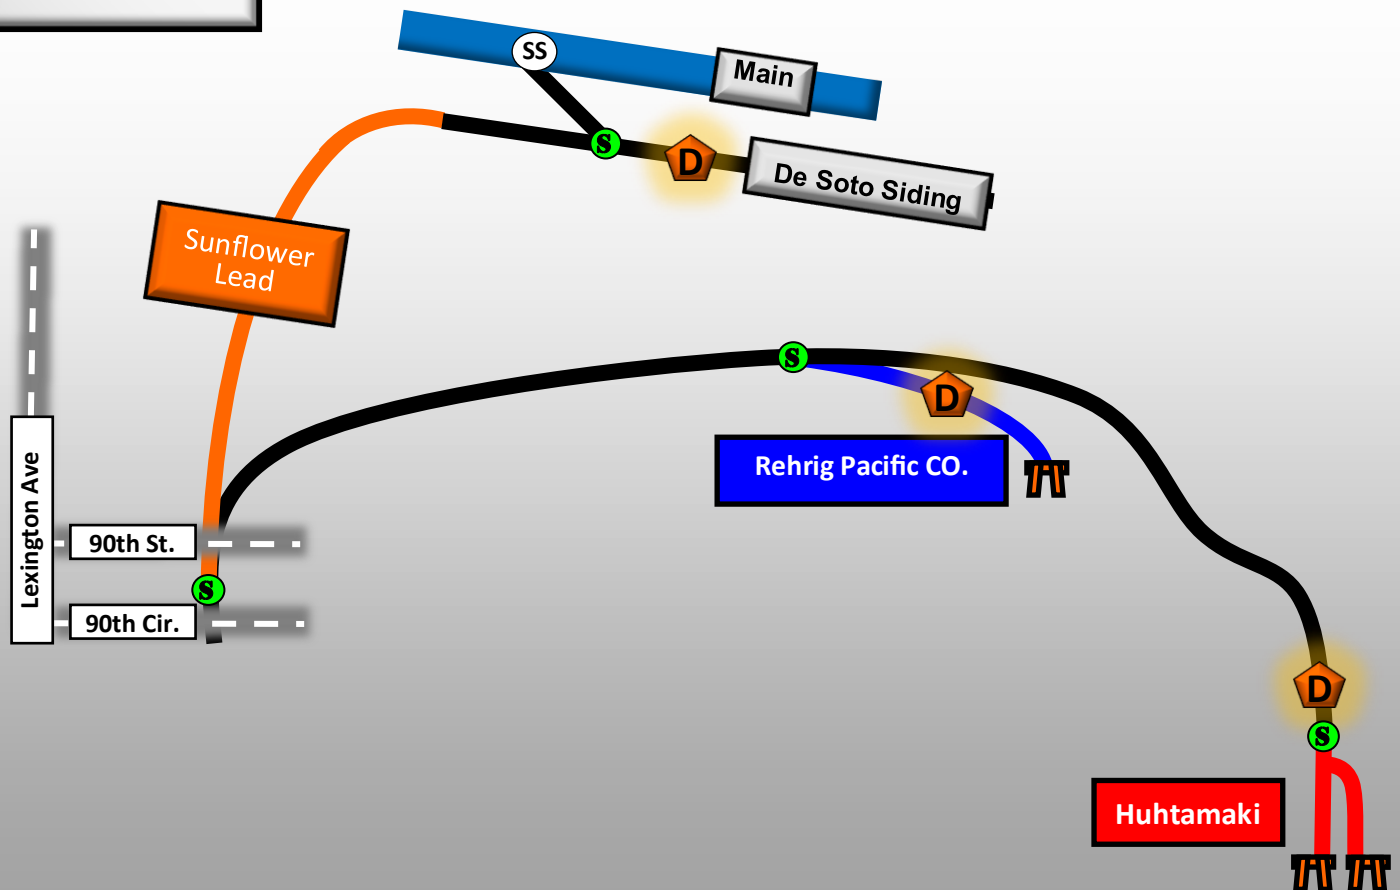 SS
Main
S
D
De Soto Siding
Sunflower
Lead
S
D
Rehrig Pacific CO.
Lexington Ave
90th St.
S
90th Cir.
D
S
Huhtamaki